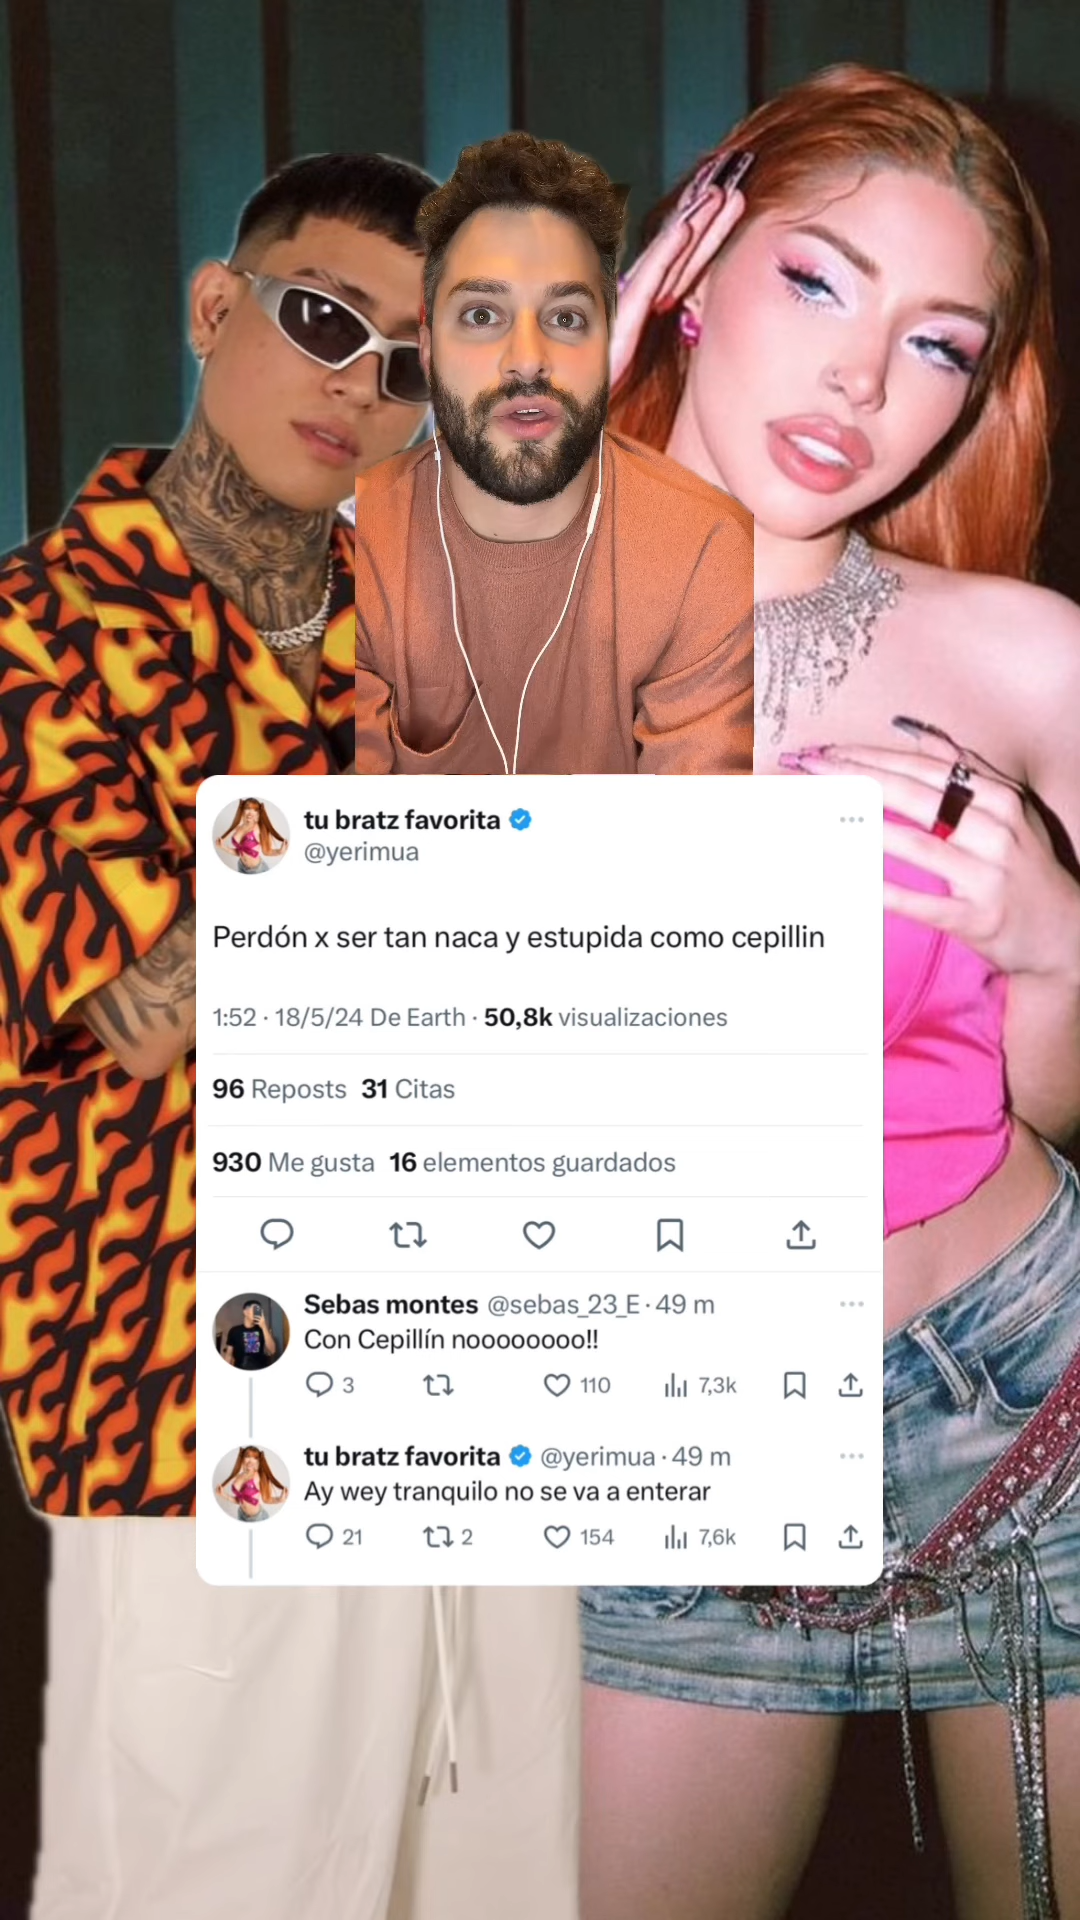 tu bratz favorita
@yerimua
Perdón x ser tan naca y estupida como cepillin
1:52 · 18/5/24 De Earth · 50,8k visualizaciones
96 Reposts 31 Citas
930 Me gusta 16 elementos guardados
Sebas montes @sebas_23_E · 49 m
Con Cepillín noooooooo!!
3 110 7,3k
tu bratz favorita @yerimua · 49 m
Ay wey tranquilo no se va a enterar
21 2 154 7,6k